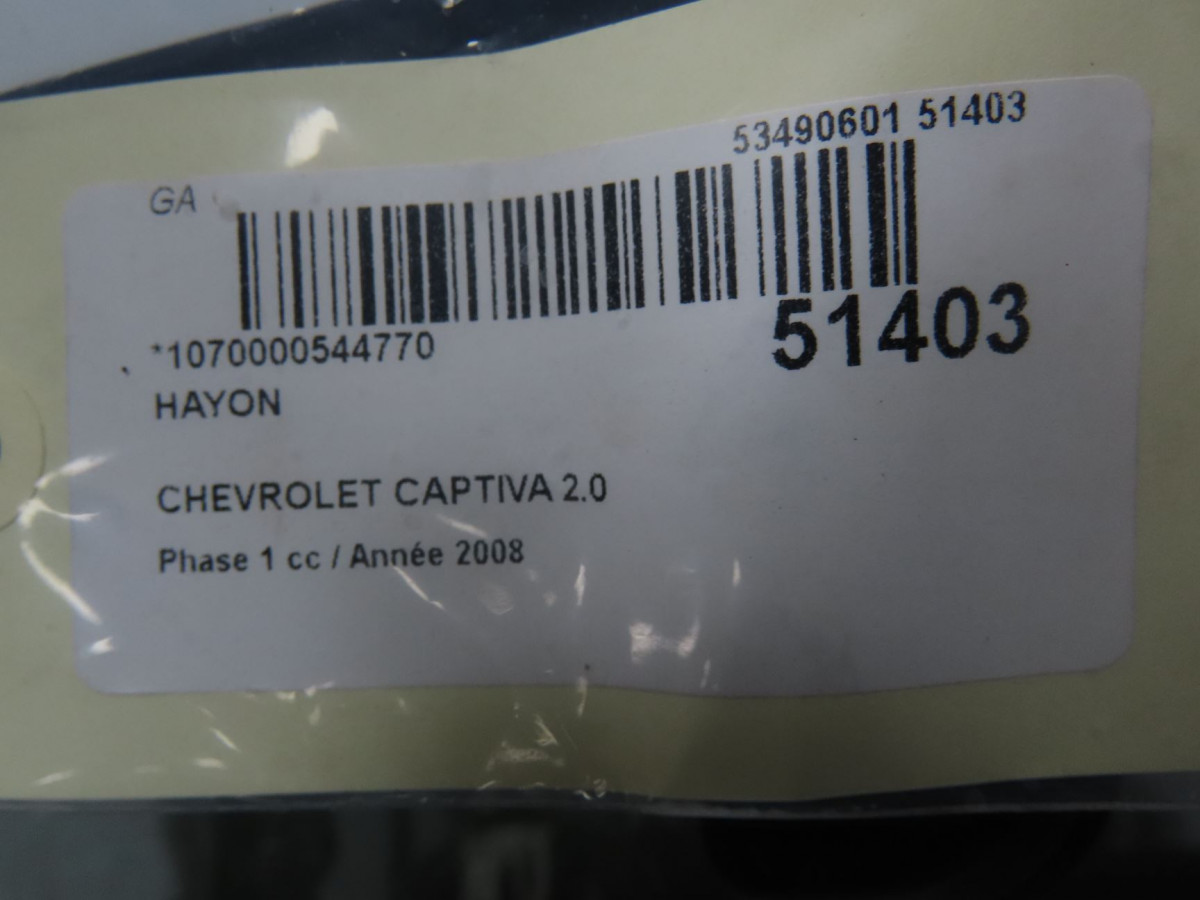 53490601 51403
GA
51403
*1070000544770
HAYON
CHEVROLET CAPTIVA 2.0
Phase 1 cc / Année 2008